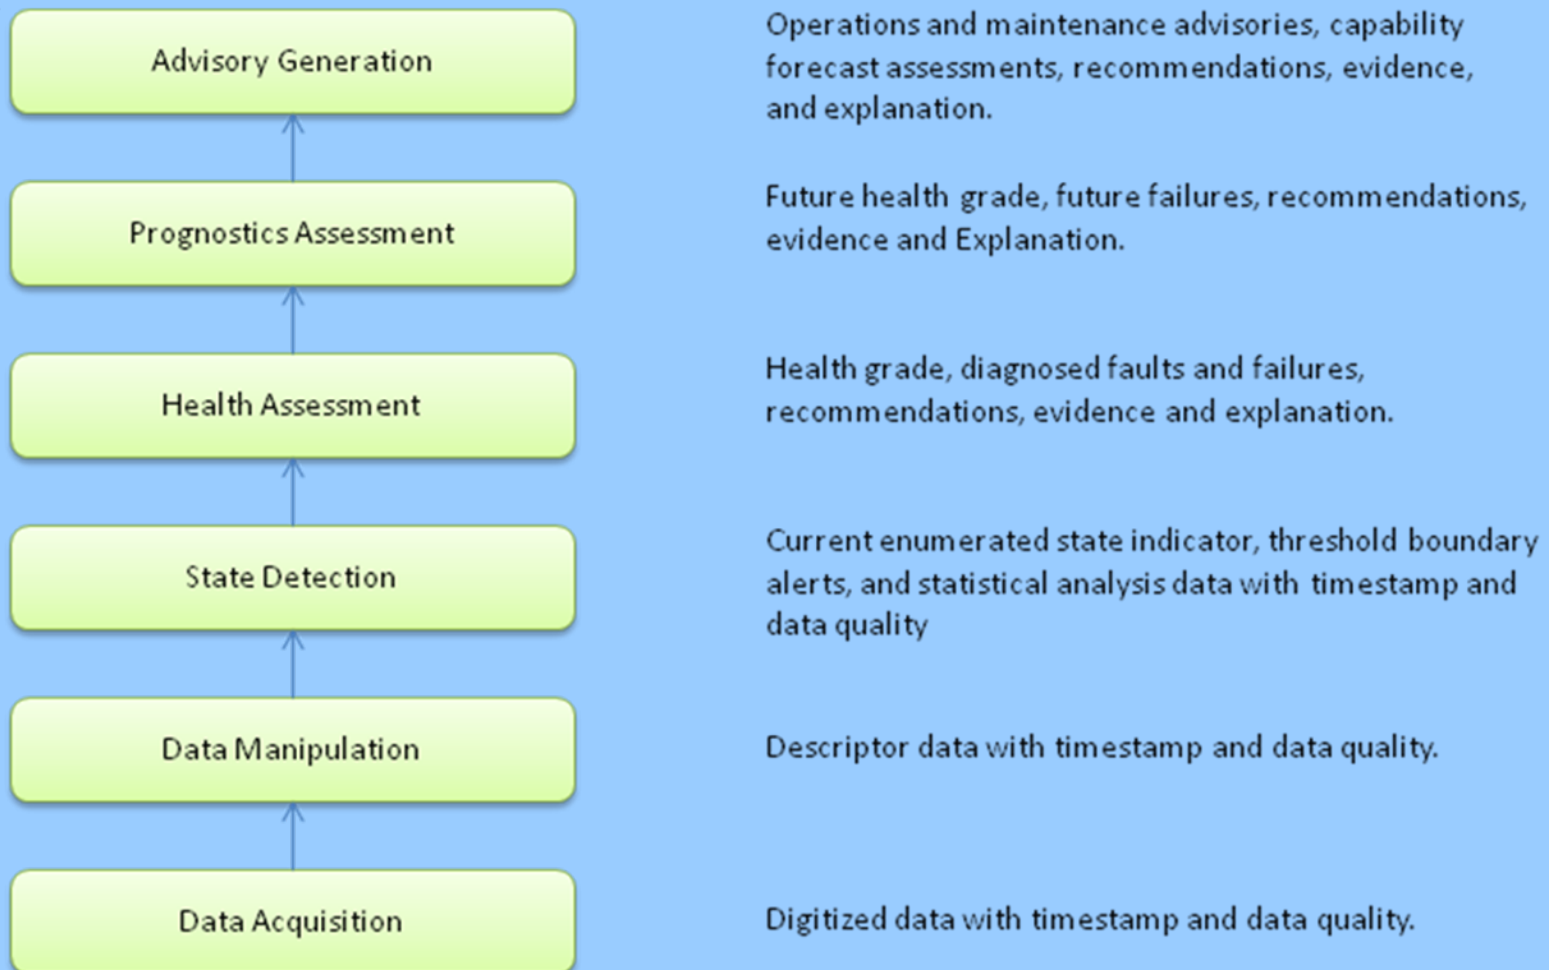 Advisory Generation
Operations and maintenance advisories, capability
forecast assessments, recommendations, evidence,
and explanation.
Prognostics Assessment
Future health grade, future failures, recommendations,
evidence and Explanation.
Health Assessment
Health grade, diagnosed faults and failures,
recommendations, evidence and explanation.
State Detection
Current enumerated state indicator, threshold boundary
alerts, and statistical analysis data with timestamp and
data quality
Data Manipulation
Descriptor data with timestamp and data quality.
Data Acquisition
Digitized data with timestamp and data quality.